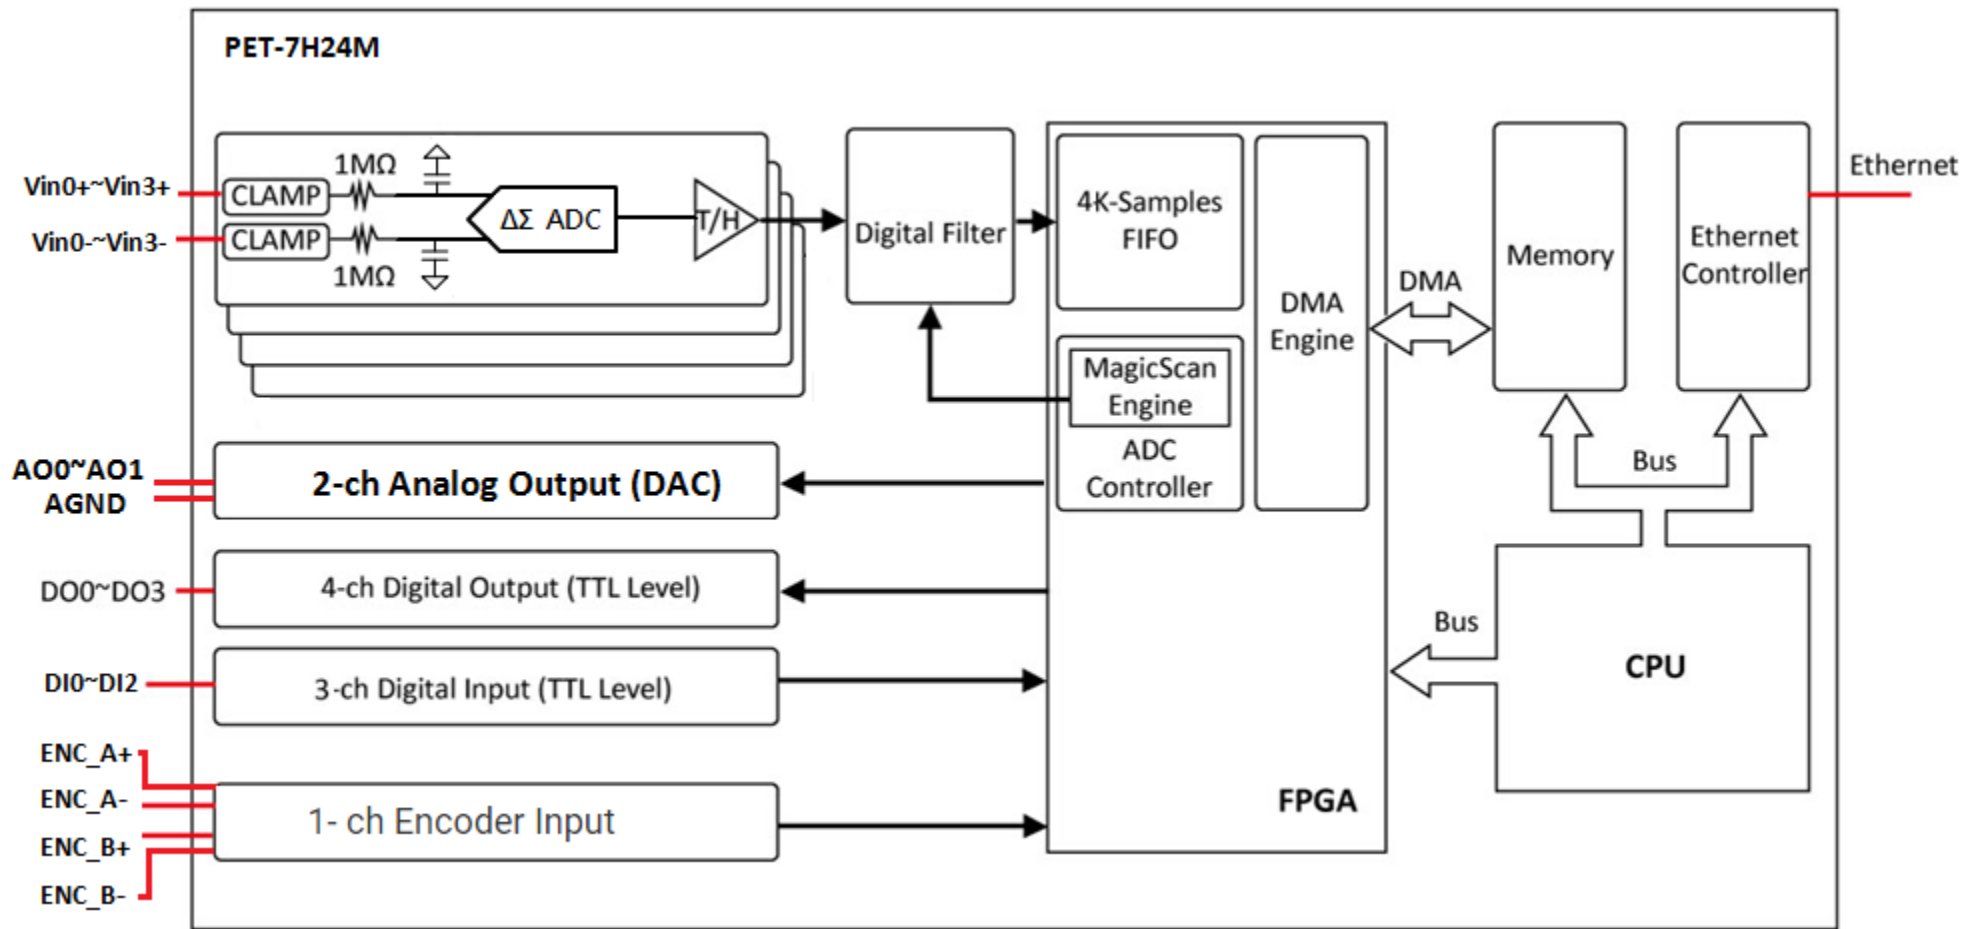 PET-7H24M
Vin0+~Vin3+
Vin0-~Vin3-
CLAMP
CLAMP
1MΩ
1MΩ
ΔΣ ADC
T/H
Digital Filter
4K-Samples
FIFO
MagicScan
Engine
ADC
Controller
DMA
Engine
DMA
Memory
Ethernet
Controller
Ethernet
Bus
AO0~AO1
AGND
2-ch Analog Output (DAC)
DO0~DO3
4-ch Digital Output (TTL Level)
DI0~DI2
3-ch Digital Input (TTL Level)
ENC_A+
ENC_A-
ENC_B+
ENC_B-
1- ch Encoder Input
FPGA
Bus
CPU